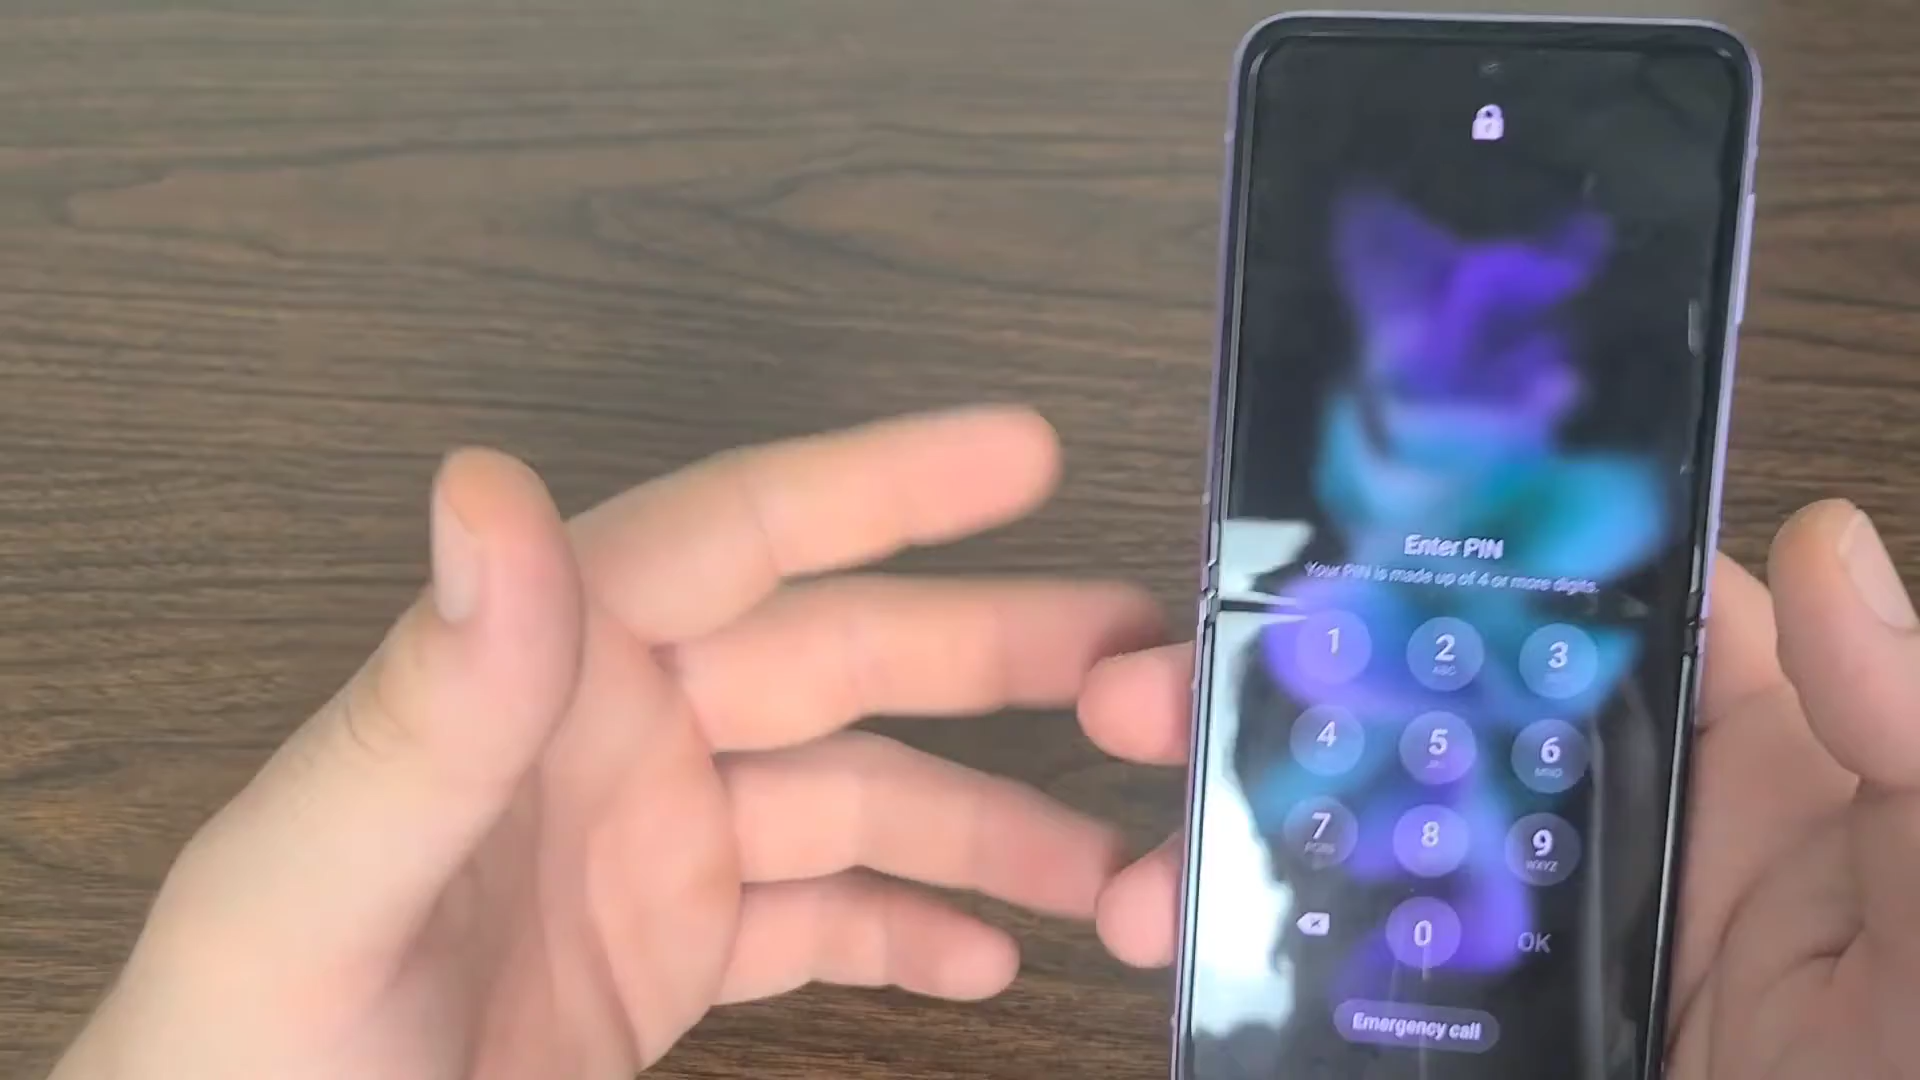 Enter PIN
Your PIN is made up of 4 or more digits.
1 2 3
ABC
4 5 6
MNO
7 8 9
PQRS WXYZ
0 OK
Emergency call